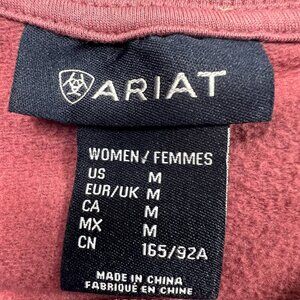 ARIAT
WOMEN / FEMMES
US M
EUR/UK M
CA M
MX M
CN 165/92A
MADE IN CHINA
FABRIQUÉ EN CHINE